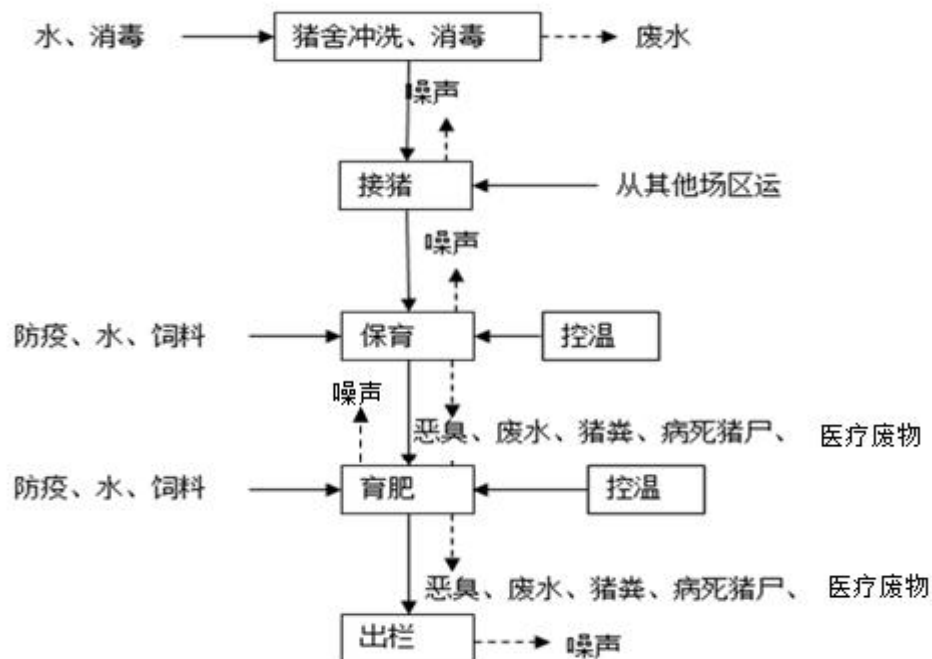 水、消毒 猪舍冲洗、消毒 废水
噪声
接猪 从其他场区运
噪声
防疫、水、饲料 保育 控温
噪声
恶臭、废水、猪粪、病死猪尸、 医疗废物
防疫、水、饲料 育肥 控温
恶臭、废水、猪粪、病死猪尸、 医疗废物
出栏 噪声